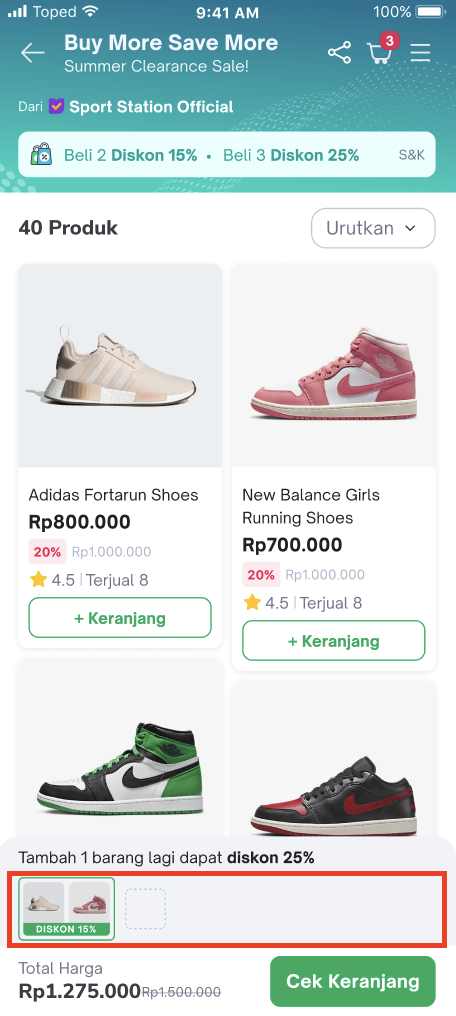 Toped 9:41 AM 100%
Buy More Save More
3
Summer Clearance Sale!
Dari Sport Station Official
Beli 2 Diskon 15% • Beli 3 Diskon 25% S&K
40 Produk
Urutkan
Adidas Fortarun Shoes
Rp800.000
20% Rp1.000.000
4.5 Terjual 8
+ Keranjang
New Balance Girls
Running Shoes
Rp700.000
20% Rp1.000.000
4.5 Terjual 8
+ Keranjang
Tambah 1 barang lagi dapat diskon 25%
DISKON 15%
Total Harga
Rp1.275.000 Rp1.500.000
Cek Keranjang